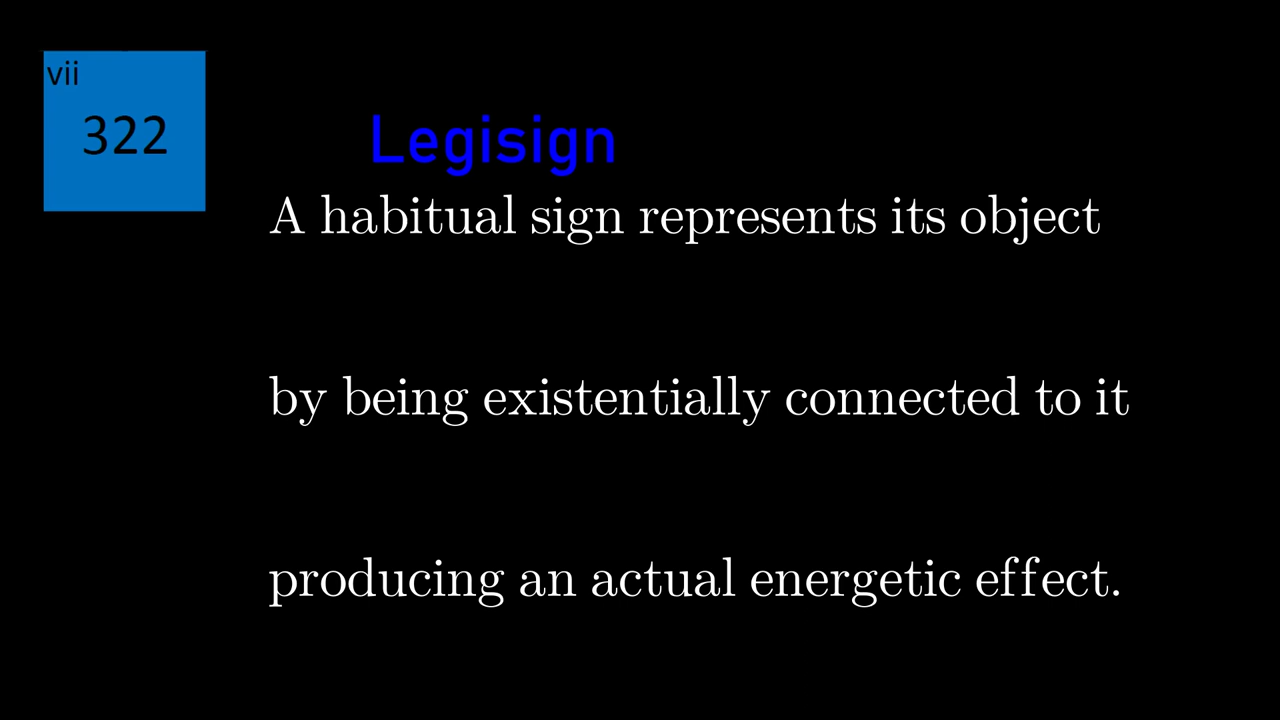 vii
322
Legisign
A habitual sign represents its object
by being existentially connected to it
producing an actual energetic effect.